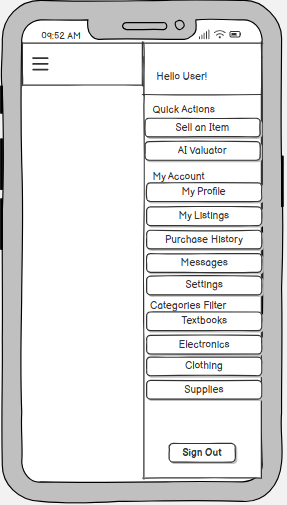 09:52 AM
Hello User!
Quick Actions
Sell an Item
AI Valuator
My Account
My Profile
My Listings
Purchase History
Messages
Settings
Categories Filter
Textbooks
Electronics
Clothing
Supplies
Sign Out